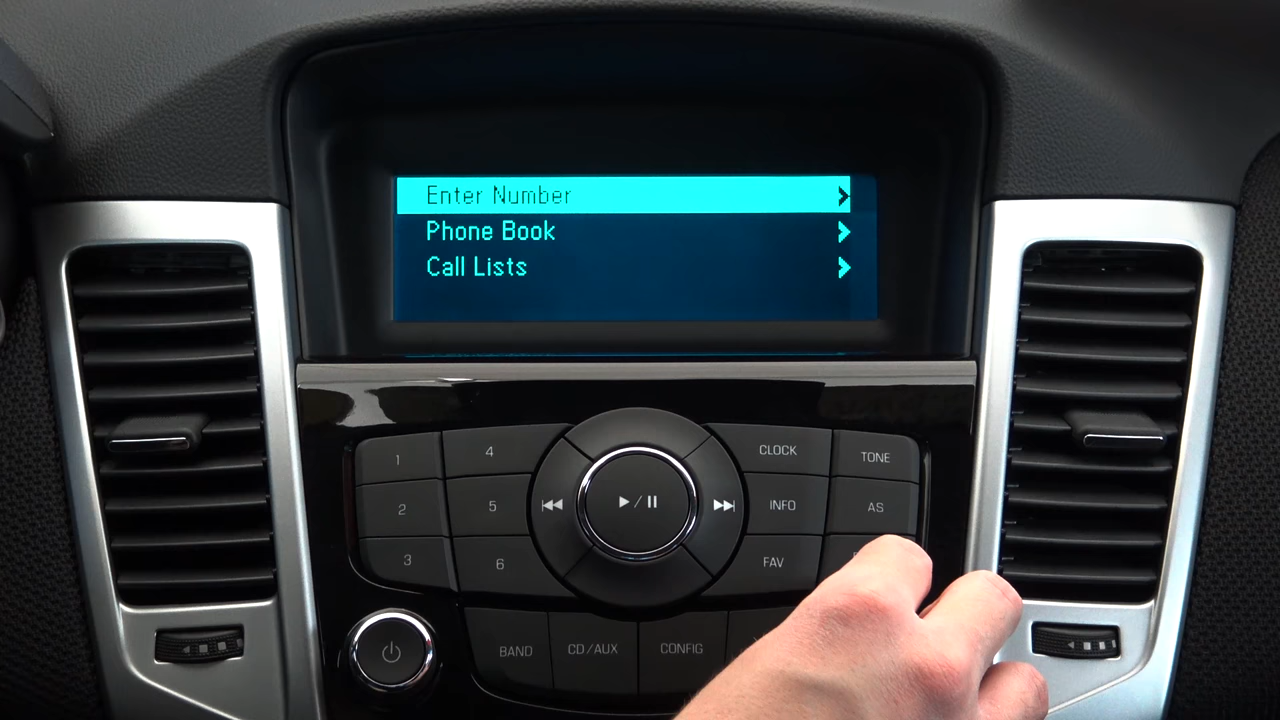 Enter Number
Phone Book
Call Lists
1
4
CLOCK
TONE
2
5
INFO
AS
3
6
FAV
BAND
CD/AUX
CONFIG